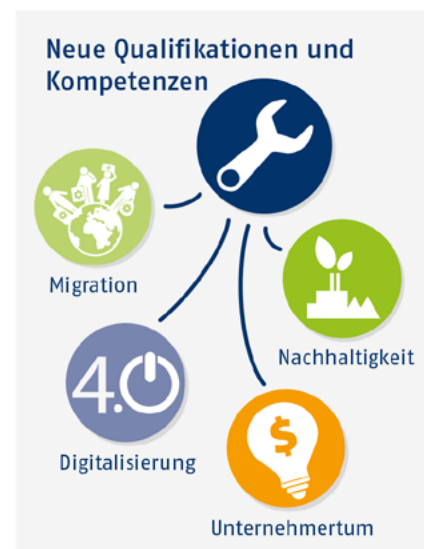 Neue Qualifikationen und
Kompetenzen
Migration
Nachhaltigkeit
4.0
Digitalisierung
$
Unternehmertum